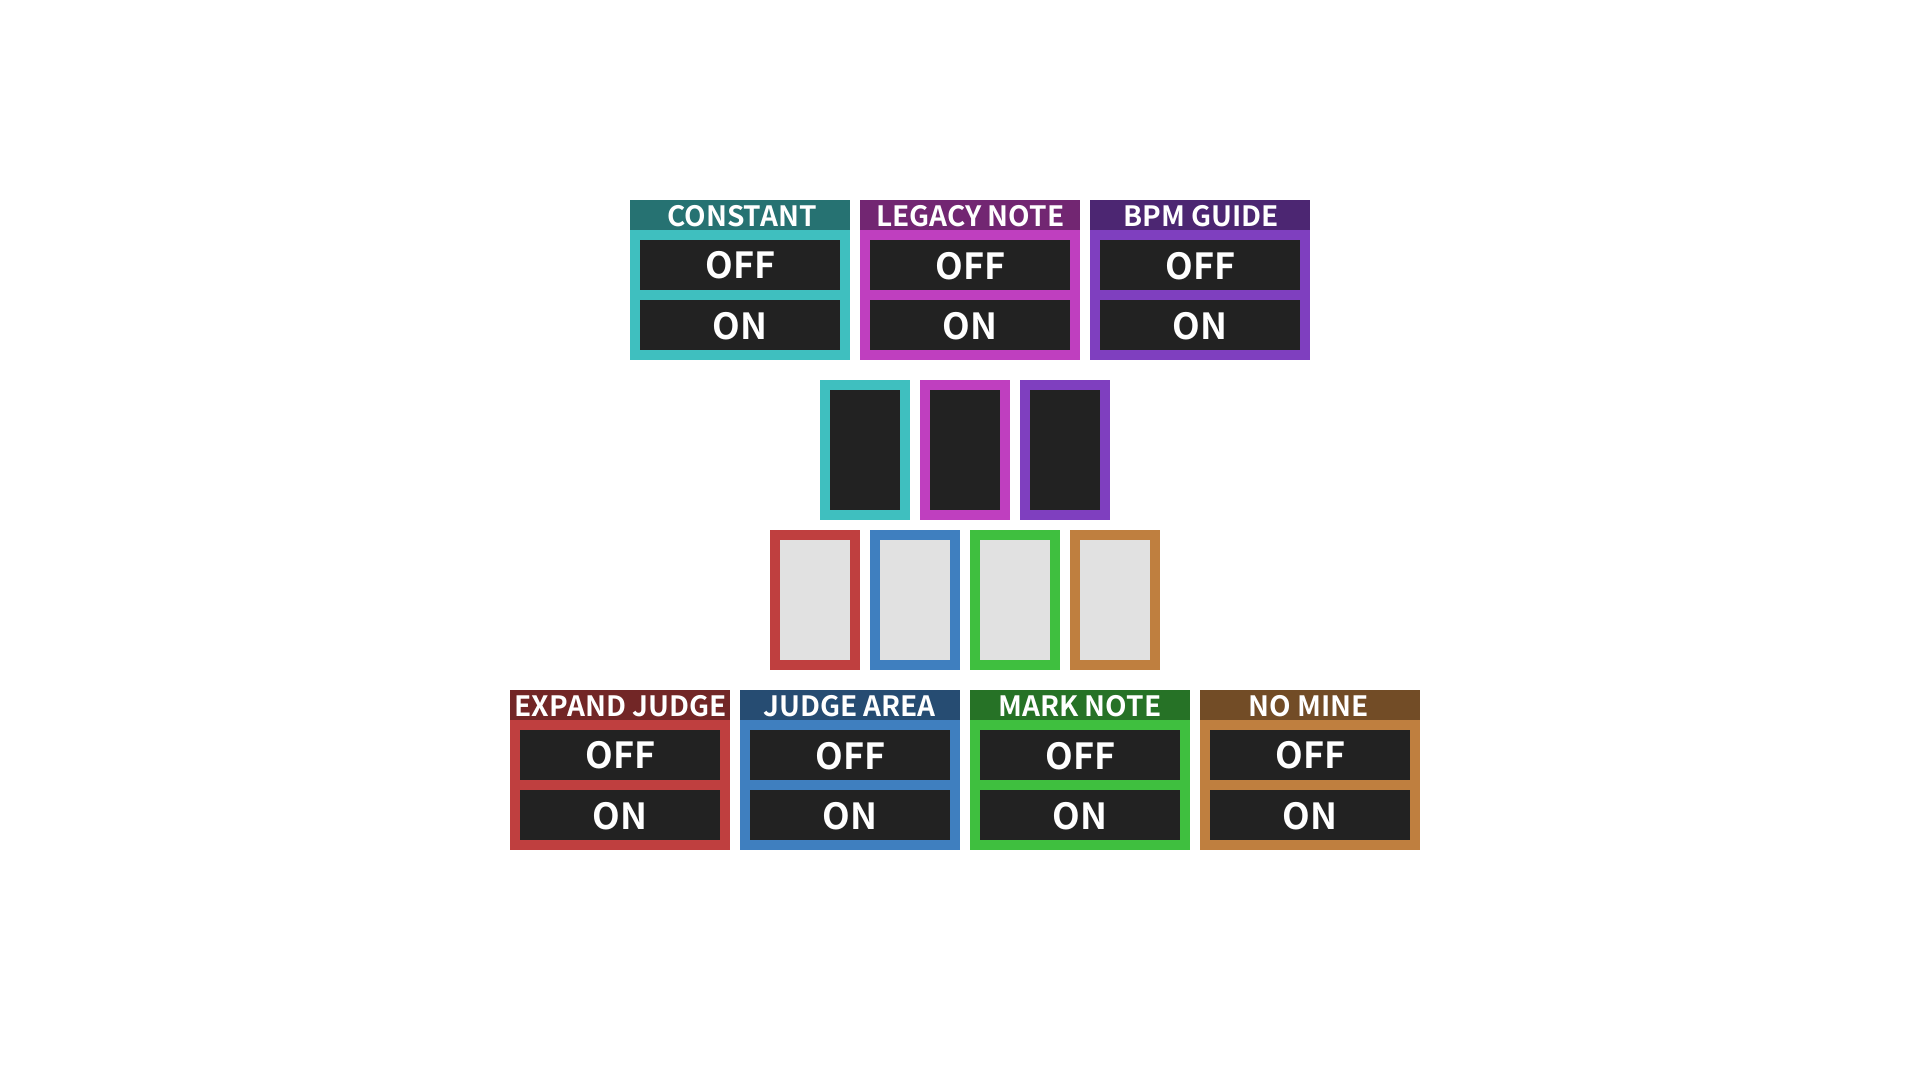 CONSTANT
OFF
ON
LEGACY NOTE
OFF
ON
BPM GUIDE
OFF
ON
EXPAND JUDGE
OFF
ON
JUDGE AREA
OFF
ON
MARK NOTE
OFF
ON
NO MINE
OFF
ON